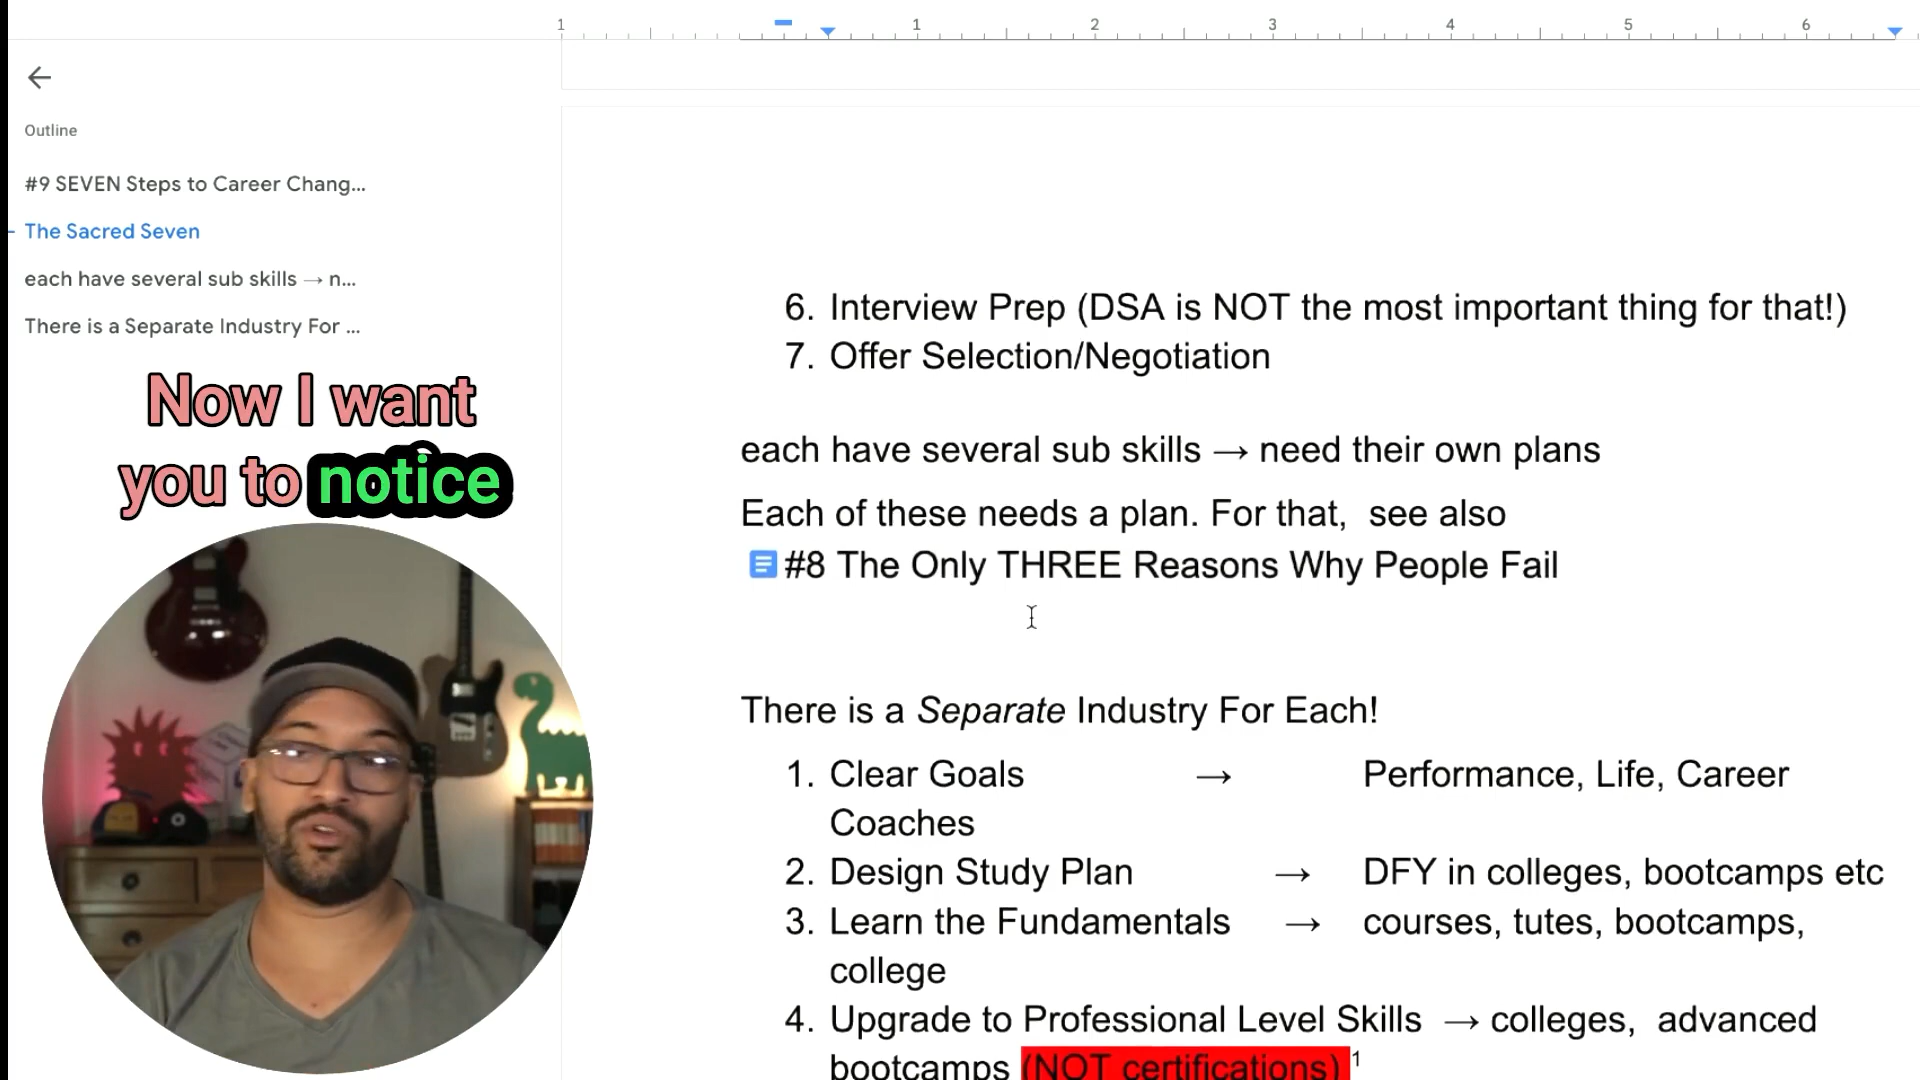 1 1 2 3 4 5 6
Outline
#9 SEVEN Steps to Career Chang...
The Sacred Seven
each have several sub skills → n...
There is a Separate Industry For ...
Now I want
you to notice
6. Interview Prep (DSA is NOT the most important thing for that!)
7. Offer Selection/Negotiation
each have several sub skills → need their own plans
Each of these needs a plan. For that,  see also
#8 The Only THREE Reasons Why People Fail
There is a Separate Industry For Each!
1. Clear Goals → Performance, Life, Career
Coaches
2. Design Study Plan → DFY in colleges, bootcamps etc
3. Learn the Fundamentals → courses, tutes, bootcamps,
college
4. Upgrade to Professional Level Skills → colleges,  advanced
bootcamps (NOT certifications) 1